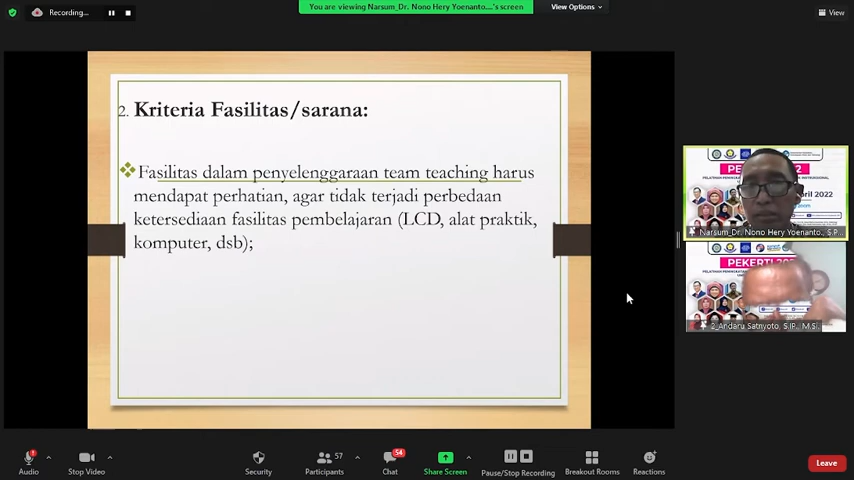 Recording...
You are viewing Narsum_Dr. Nono Hery Yoenanto....'s screen
View Options
View
2. Kriteria Fasilitas/sarana:
Fasilitas dalam penyelenggaraan team teaching harus
mendapat perhatian, agar tidak terjadi perbedaan
ketersediaan fasilitas pembelajaran (LCD, alat praktik,
komputer, dsb);
Narsum_Dr. Nono Hery Yoenanto., S.P...
PEKERTI
2_Andaru Satnyoto, S.IP., M.Si.
Audio
Stop Video
Security
57
Participants
54
Chat
Share Screen
Pause/Stop Recording
Breakout Rooms
Reactions
Leave